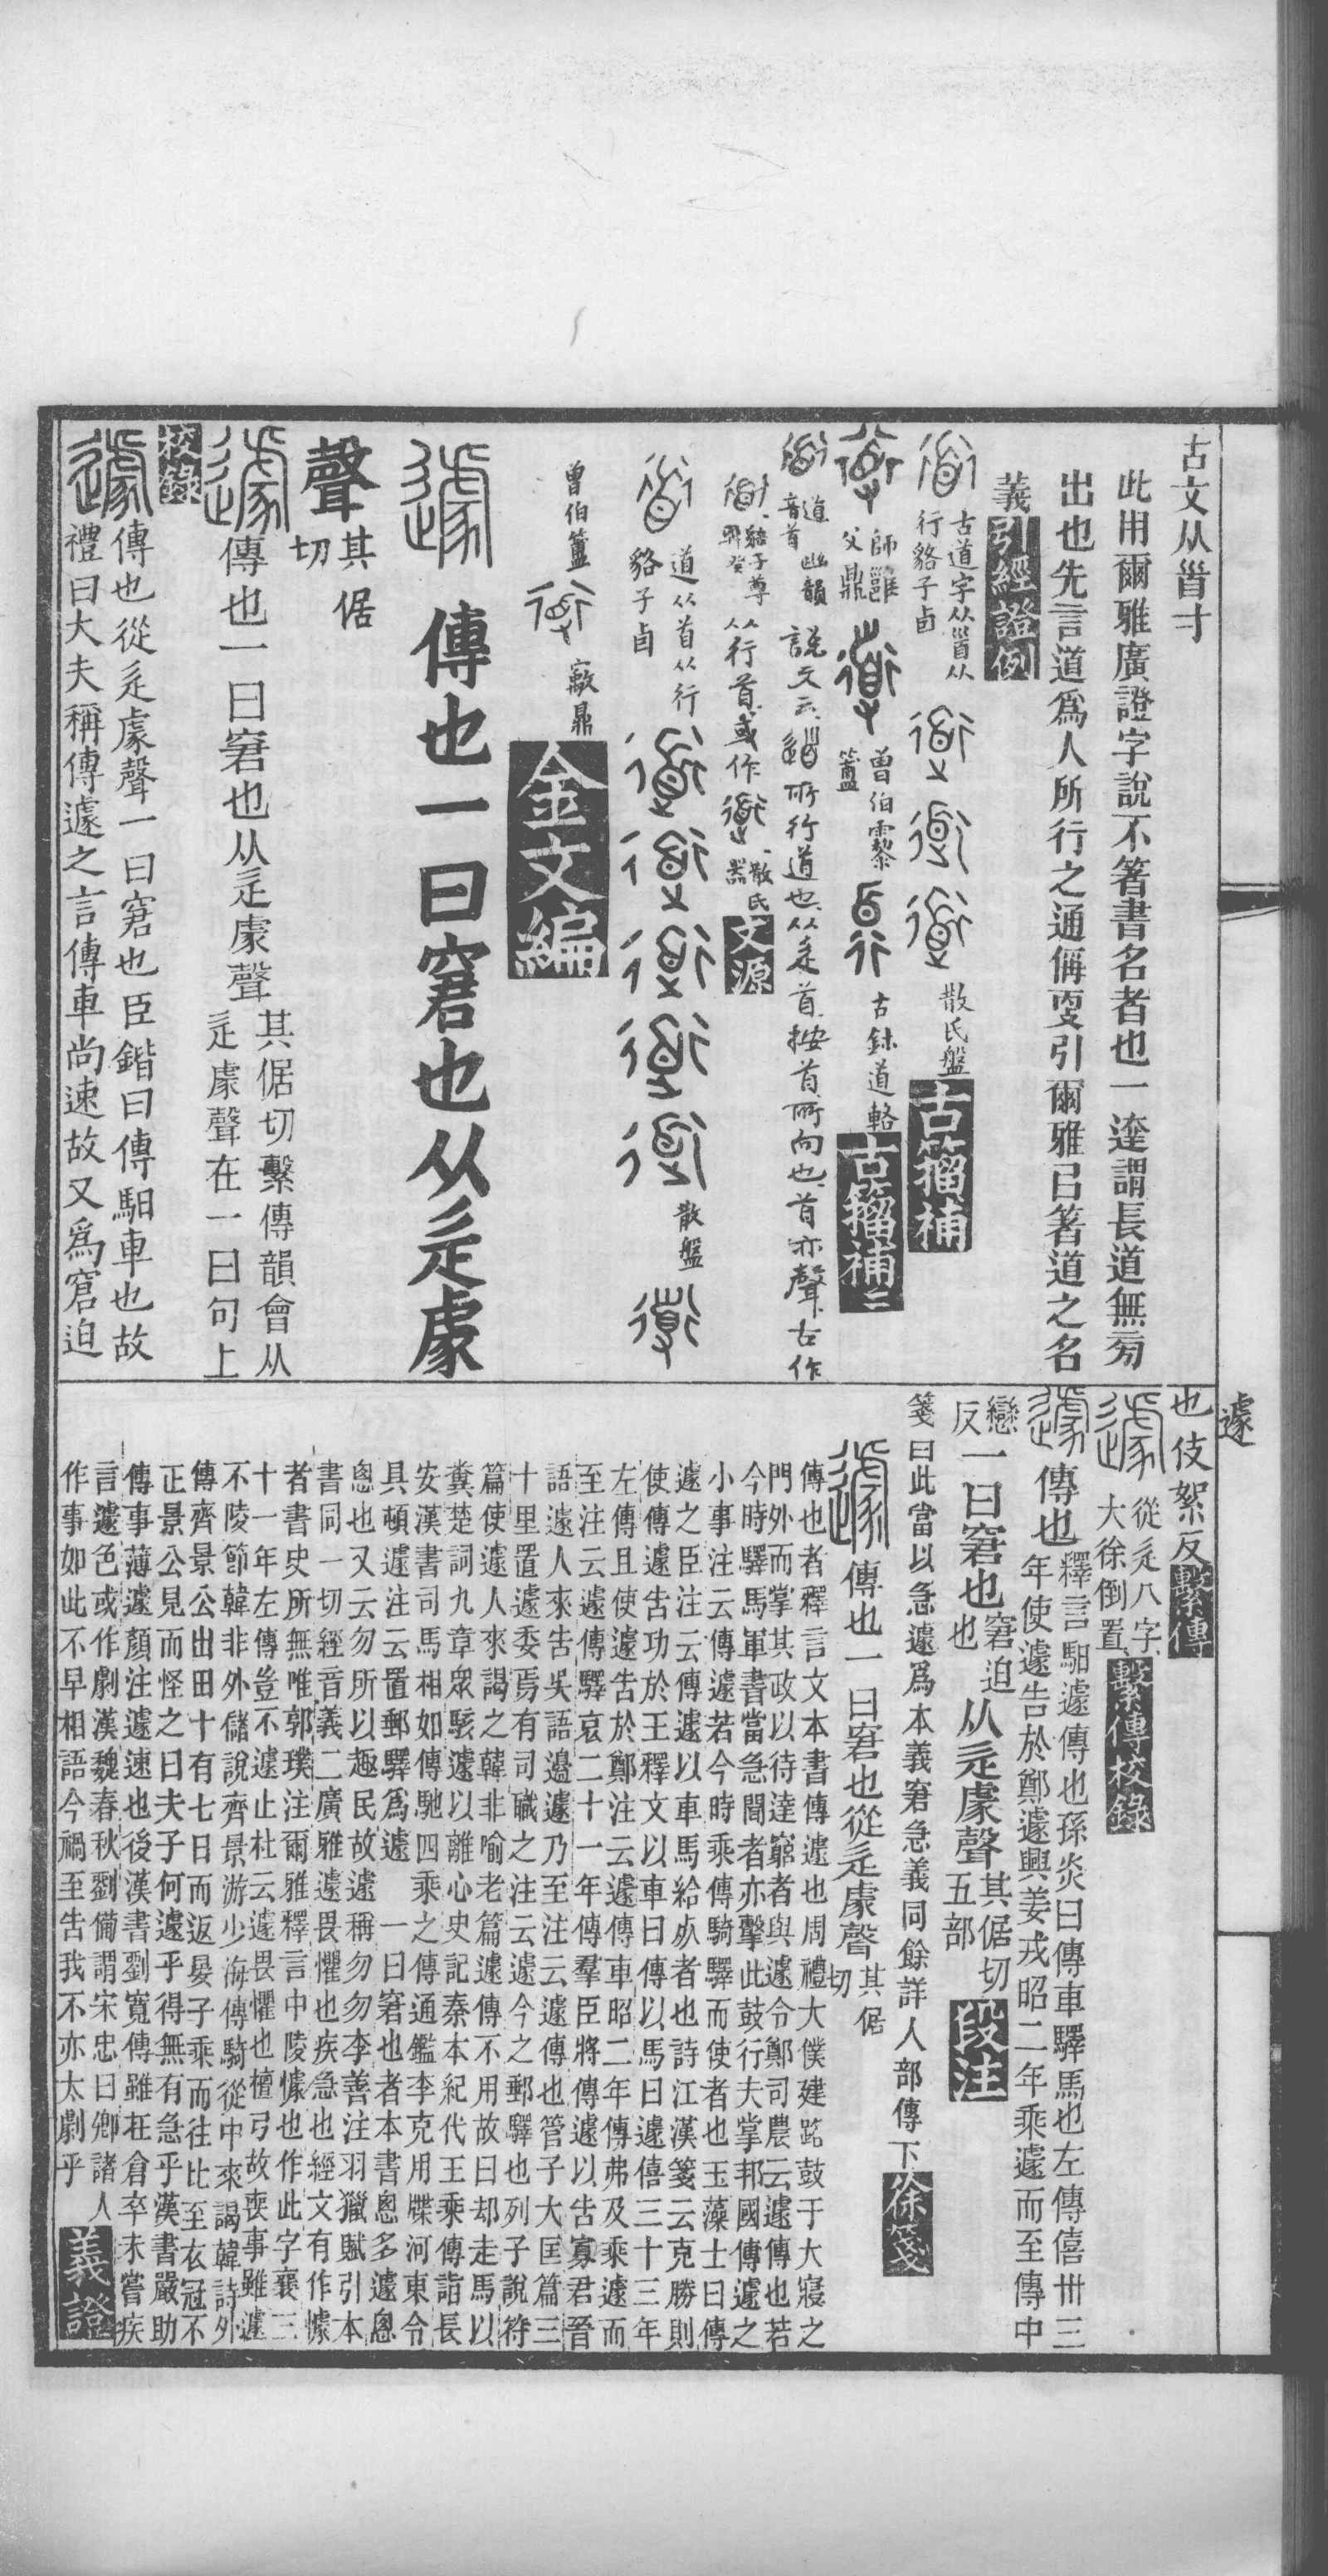 古文从𩠐寸
此用爾雅廣證字說不箸書名者也一達謂長道無旁
出也先言道爲人所行之通偁更引爾雅㠯箸道之名
義引經證例
古道字从𩠐从
行貉子卣
散氏盤
古籀補
師雝
父鼎
曾伯霥
簠
古鉥道輅
古籀補二
道
音首
幽韻
說文云
所行道也从辵首按首所向也首亦聲古作
貉子尊
从行首或作
散氏
器
文源
道从首从行
貉子卣
散盤
曾伯簠
鼎
金文編
傳也一曰窘也从辵豦
聲其倨
切
傳也一曰窘也从辵豦聲其倨切繫傳韻會从
辵豦聲在一曰句上
校錄
傳也從辵豦聲一曰窘也臣鍇曰傳馹車也故
禮曰大夫稱傳遽之言傳車尚速故又爲窘迫
遽
也伎絮反繫傳
從辵八字
大徐倒置
繫傳校錄
傳也釋言馹遽傳也孫炎曰傳車驛馬也左傳僖卅三
年使遽告於鄭遽興姜戎昭二年乘遽而至傳中
戀
反一曰窘也窘迫
也从辵豦聲其倨切
五部段注
箋曰此當以急遽爲本義窘急義同餘詳人部傳下徐箋
傳也一曰窘也從辵豦聲其倨
切
傳也者釋言文本書傳遽也周禮大僕建路鼓于大寢之
門外而掌其政以待達窮者與遽令鄭司農云遽傳也若
今時驛馬軍書當急聞者亦擊此鼓行夫掌邦國傳遽之
小事注云傳遽若今時乘傳騎驛而使者也玉藻士曰傳
遽之臣注云傳遽以車馬給使者也詩江漢箋云克勝則
使傳遽告功於王釋文以車曰傳以馬曰遽僖三十三年
左傳且使遽告於鄭注云遽傳車昭二年傳弗及乘遽而
至注云遽傳驛哀二十一年傳羣臣將傳遽以告寡君晉
語遽人來告吳語邊遽乃至注云遽傳也管子大匡篇三
十里置遽委焉有司職之注云遽今之郵驛也列子說符
篇使遽人來謁之韓非喻老篇遽傳不用故曰却走馬以
糞楚詞九章眾駭遽以離心史記秦本紀代王乘傳詣長
安漢書司馬相如傳馳四乘之傳通鑑李克用牒河東令
具頓遽注云置郵驛爲遽　一曰窘也者本書悤多遽悤
悤也又云勿所以趣民故遽稱勿勿李善注羽獵賦引本
書同一切經音義二廣雅遽畏懼也疾急也經文有作懅
者書史所無唯郭璞注爾雅釋言中陵懅也作此字襄三
十一年左傳豈不遽止杜云遽畏懼也檀弓故喪事雖遽
不陵節韓非外儲說齊景游少海傳騎從中來謁韓詩外
傳齊景公出田十有七日而返晏子乘而往比至衣冠不
正景公見而怪之曰夫子何遽乎得無有急乎漢書嚴助
傳事薄遽顏注遽速也後漢書劉寬傳雖在倉卒未嘗疾
言遽色或作劇漢魏春秋劉備謂宋忠曰卿諸人
作事如此不早相語今禍至告我不亦太劇乎義證